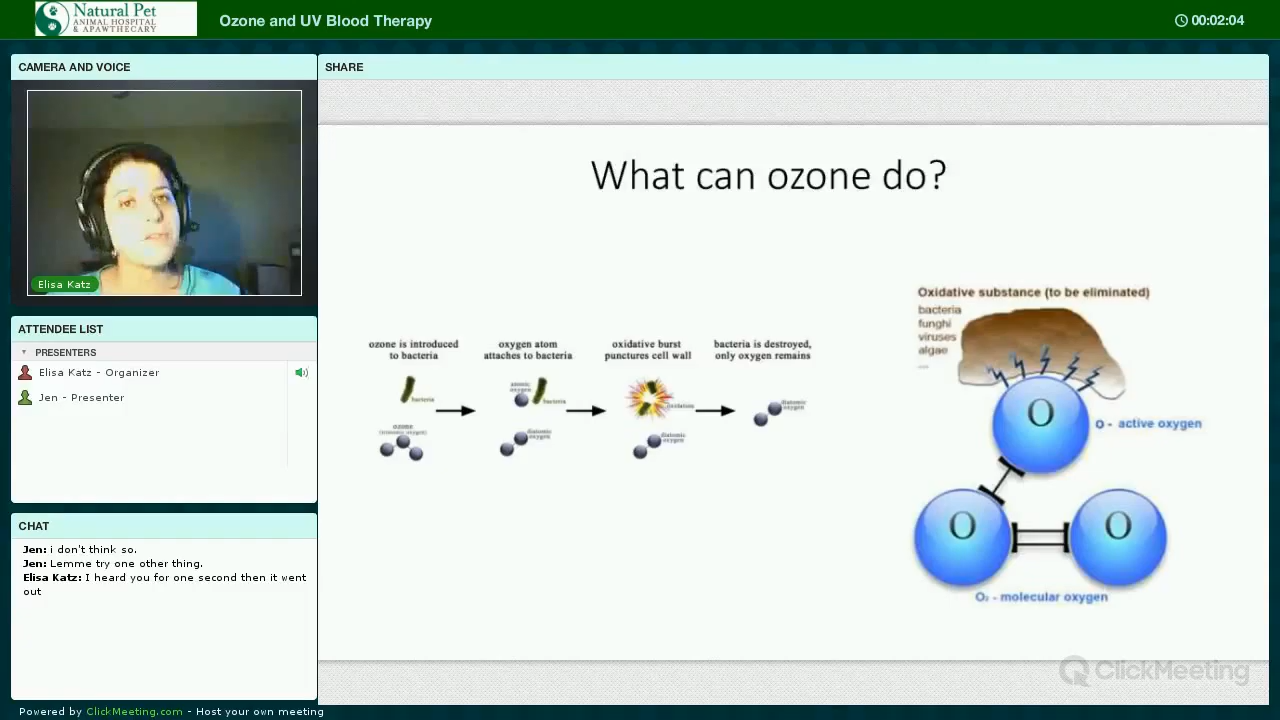 Natural Pet
ANIMAL HOSPITAL
& APAWTHECARY
Ozone and UV Blood Therapy
00:02:04
CAMERA AND VOICE
Elisa Katz
ATTENDEE LIST
PRESENTERS
Elisa Katz - Organizer
Jen - Presenter
CHAT
Jen: i don't think so.
Jen: Lemme try one other thing.
Elisa Katz: I heard you for one second then it went
out
SHARE
What can ozone do?
ozone is introduced
to bacteria
bacteria
ozone
(triatomic oxygen)
oxygen atom
attaches to bacteria
atomic
oxygen
bacteria
diatomic
oxygen
oxidative burst
punctures cell wall
oxidation
diatomic
oxygen
bacteria is destroyed,
only oxygen remains
diatomic
oxygen
Oxidative substance (to be eliminated)
bacteria
funghi
viruses
algae
...
O
O - active oxygen
O
O
O₂ - molecular oxygen
ClickMeeting
Powered by ClickMeeting.com - Host your own meeting